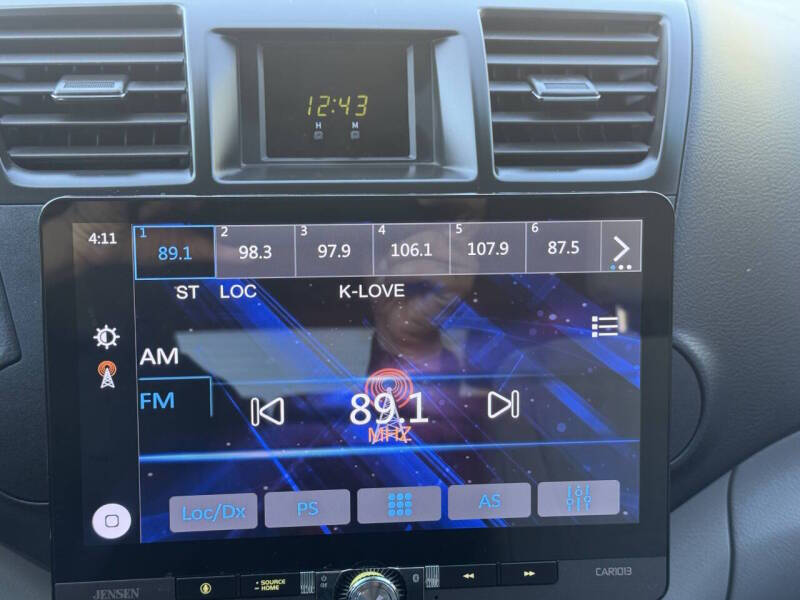 12:43
H M
4:11
1 2 3 4 5 6
89.1 98.3 97.9 106.1 107.9 87.5
ST LOC K-LOVE
AM
FM
89.1
MHZ
Loc/Dx PS AS
JENSEN
+ SOURCE
− HOME
CAR1013